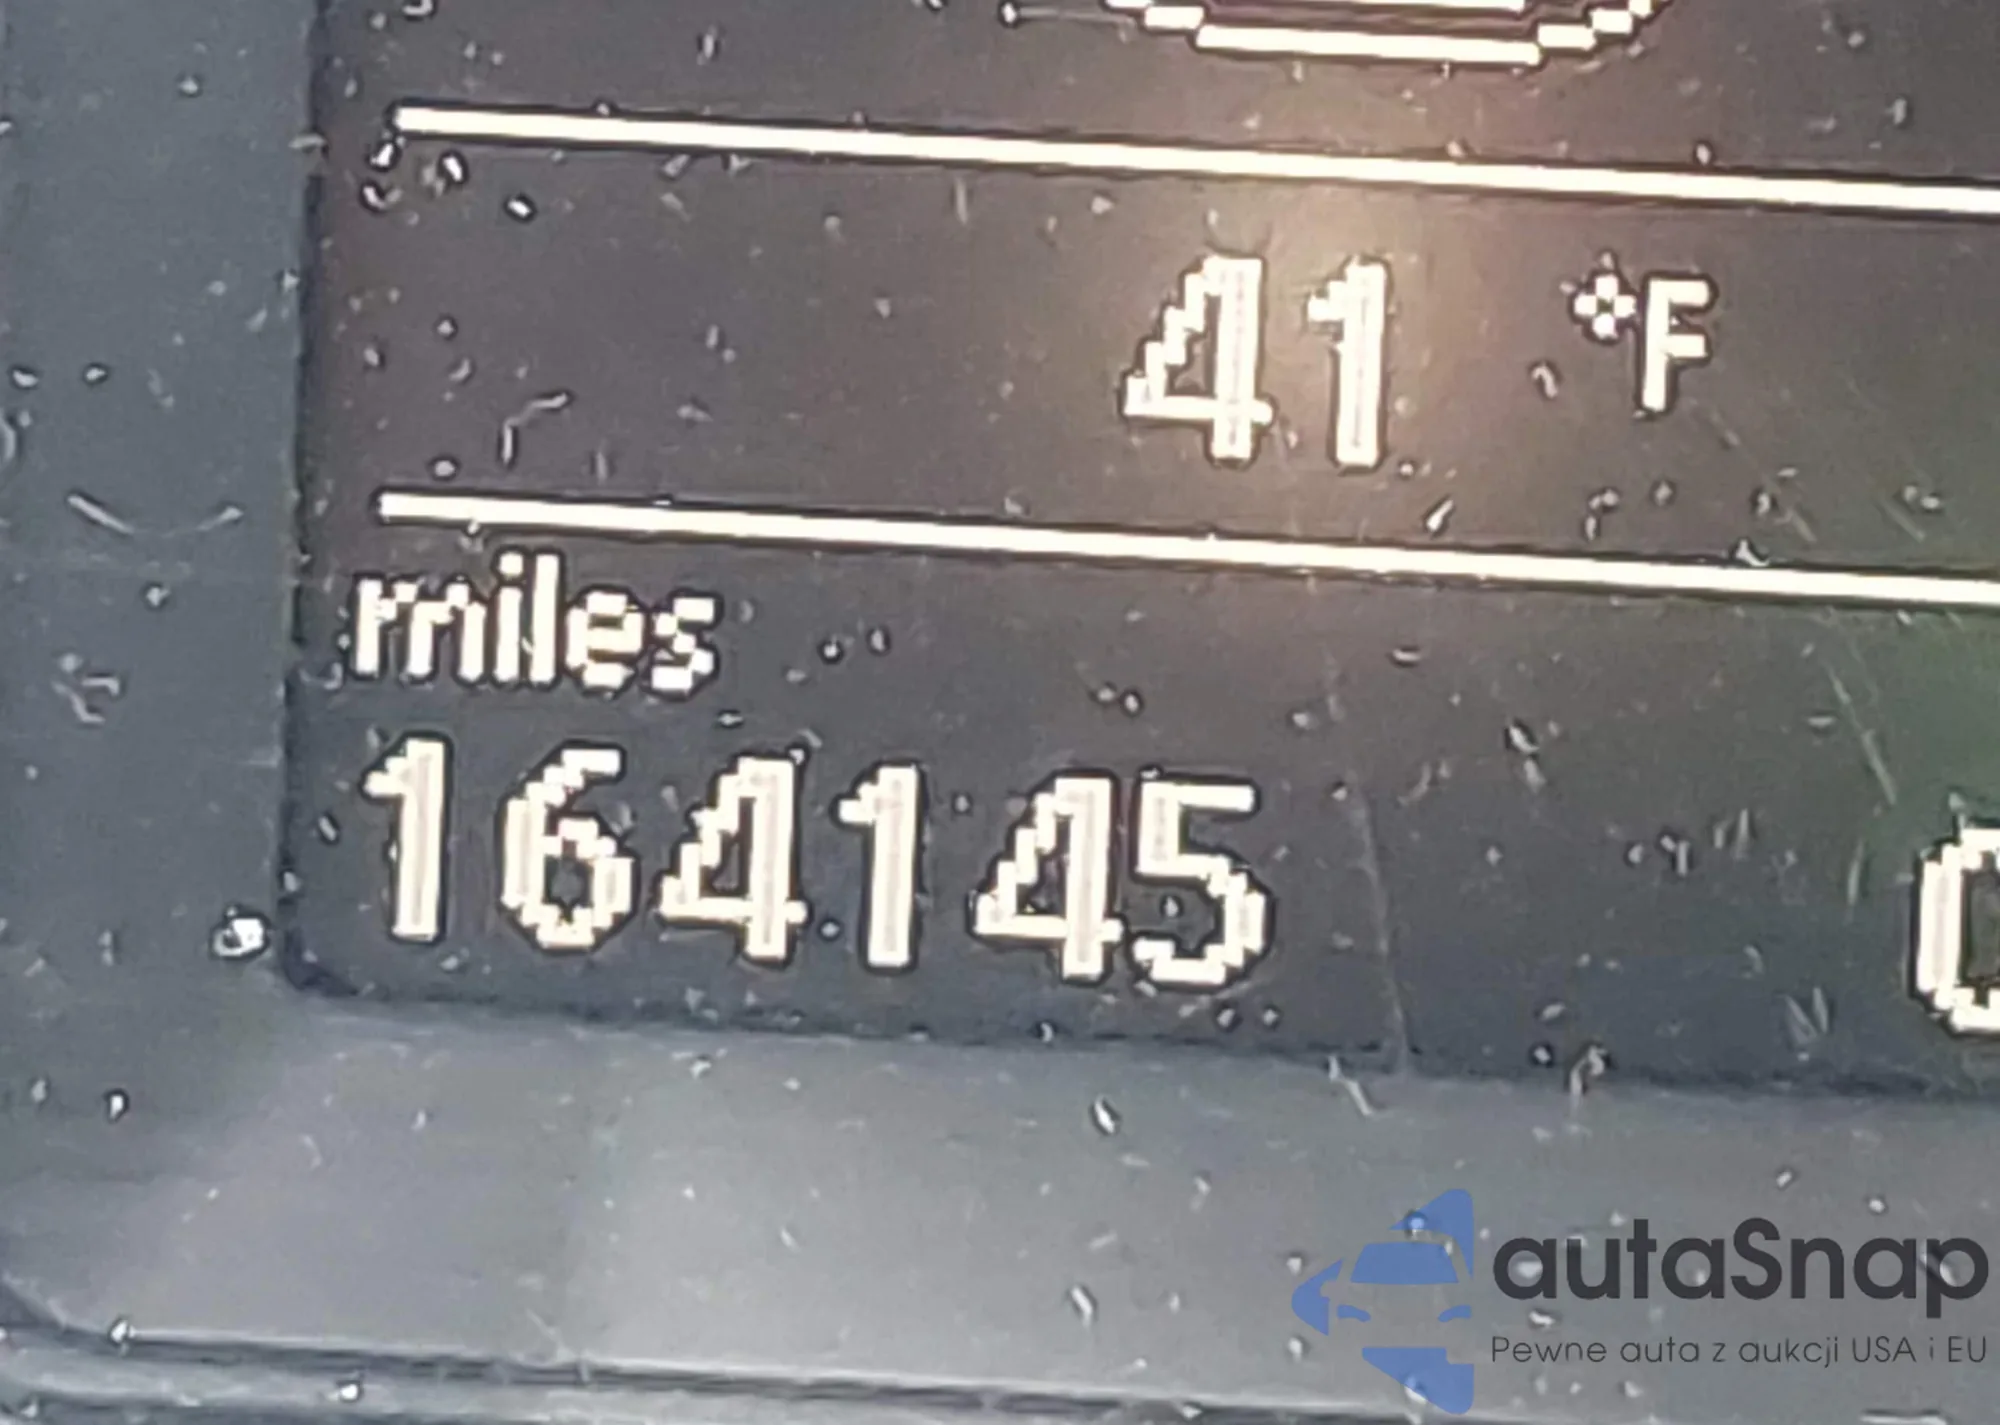 41 °F
miles
164145
autaSnap
Pewne auta z aukcji USA i EU